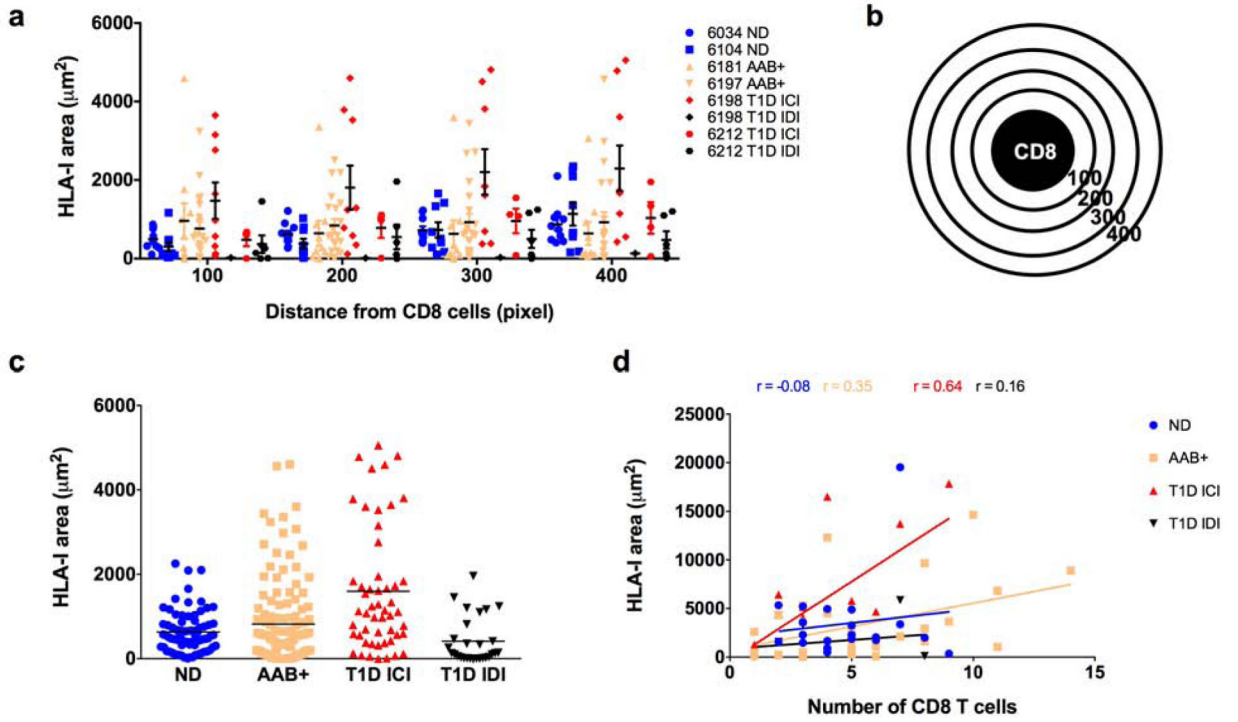 a
6000
4000
2000
0
HLA-I area (μm²)
100
200
300
400
Distance from CD8 cells (pixel)
6034 ND
6104 ND
6181 AAB+
6197 AAB+
6198 T1D ICI
6198 T1D IDI
6212 T1D ICI
6212 T1D IDI
b
CD8
100
200
300
400
c
6000
4000
2000
0
HLA-I area (μm²)
ND
AAB+
T1D ICI
T1D IDI
d
r = -0.08 r = 0.35 r = 0.64 r = 0.16
25000
20000
15000
10000
5000
0
HLA-I area (μm²)
0
5
10
15
Number of CD8 T cells
ND
AAB+
T1D ICI
T1D IDI